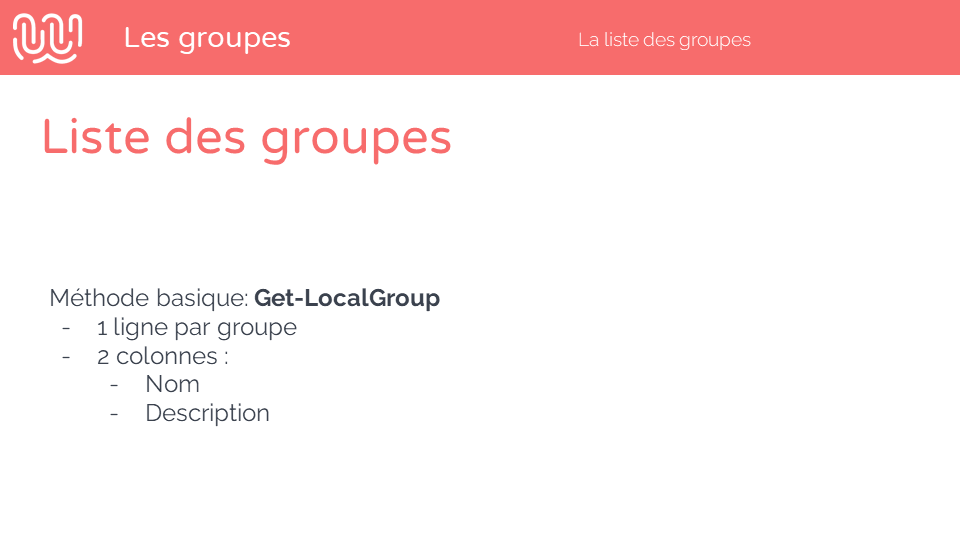 Les groupes
La liste des groupes
Liste des groupes
Méthode basique: Get-LocalGroup
- 1 ligne par groupe
- 2 colonnes :
- Nom
- Description